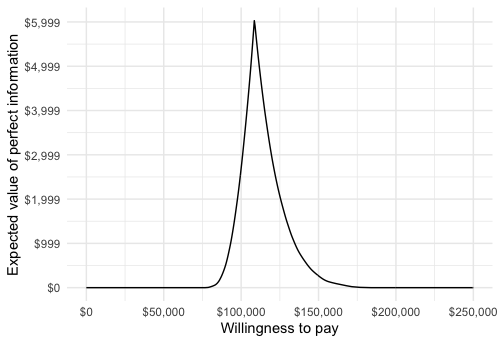 Expected value of perfect information
$5,999
$4,999
$3,999
$2,999
$1,999
$999
$0
$0 $50,000 $100,000 $150,000 $200,000 $250,000
Willingness to pay